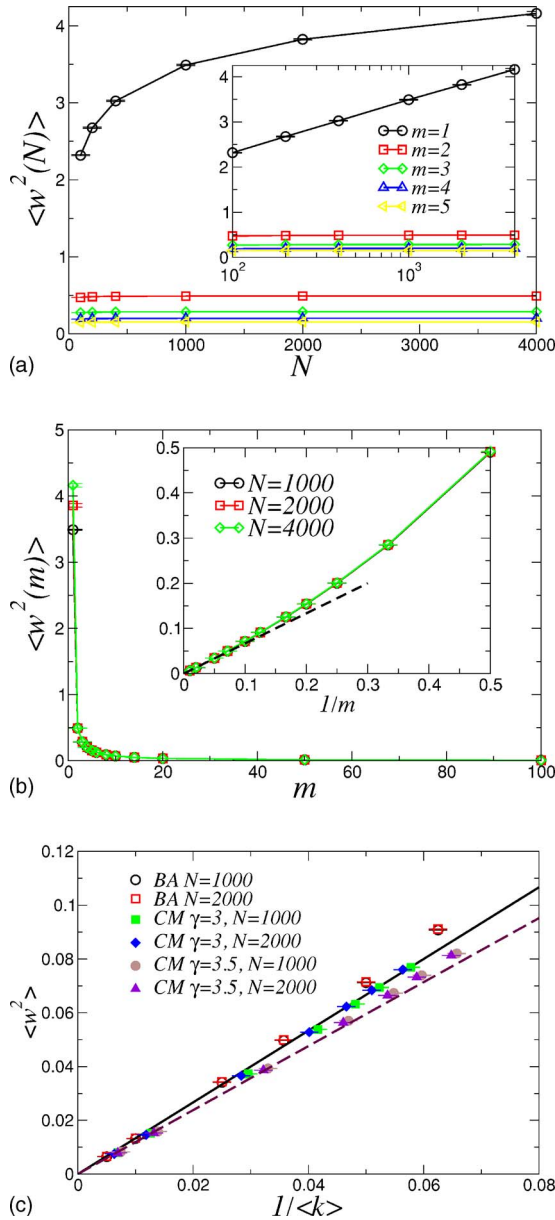 <w²(N)>
4
3
2
1
0
0
1000
2000
3000
4000
N
4
3
2
1
0
10²
10³
m=1
m=2
m=3
m=4
m=5
(a)
<w²(m)>
5
4
3
2
1
0
0
20
40
60
80
100
m
0.5
0.4
0.3
0.2
0.1
0
0
0.1
0.2
0.3
0.4
0.5
1/m
N=1000
N=2000
N=4000
(b)
<w²>
0.12
0.1
0.08
0.06
0.04
0.02
0
0
0.02
0.04
0.06
0.08
1/<k>
BA N=1000
BA N=2000
CM γ=3, N=1000
CM γ=3, N=2000
CM γ=3.5, N=1000
CM γ=3.5, N=2000
(c)